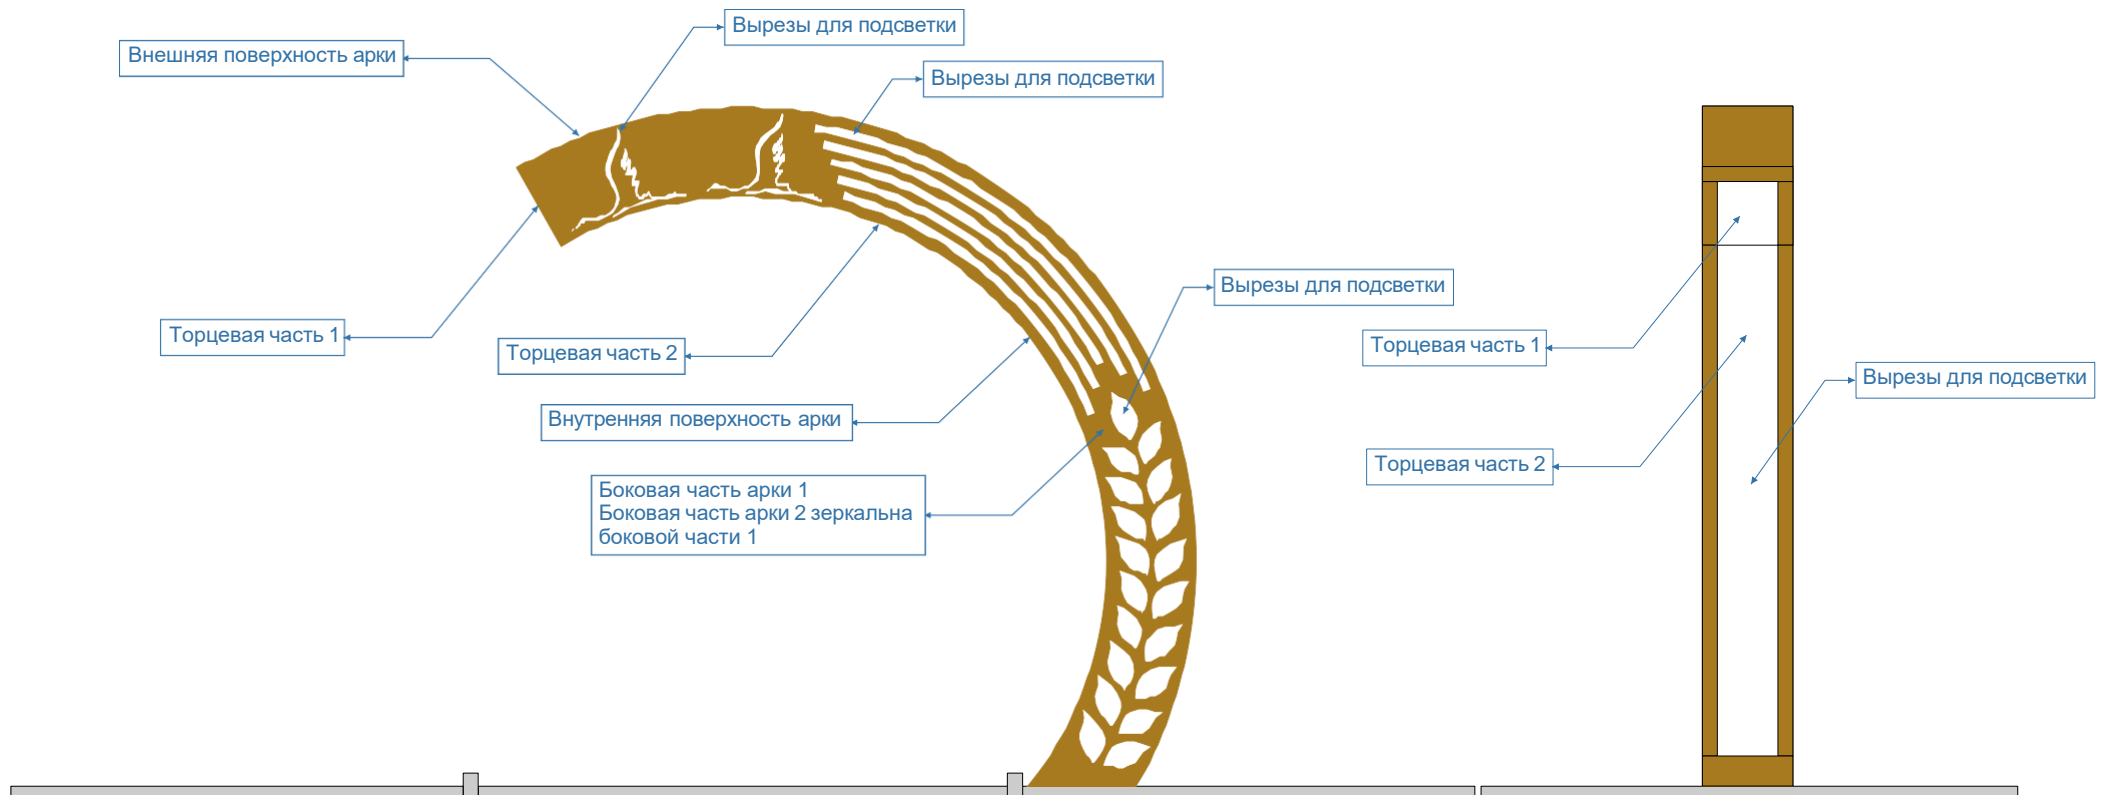 Вырезы для подсветки
Внешняя поверхность арки
Вырезы для подсветки
Вырезы для подсветки
Торцевая часть 1
Торцевая часть 2
Внутренняя поверхность арки
Боковая часть арки 1
Боковая часть арки 2 зеркальна
боковой части 1
Торцевая часть 1
Вырезы для подсветки
Торцевая часть 2